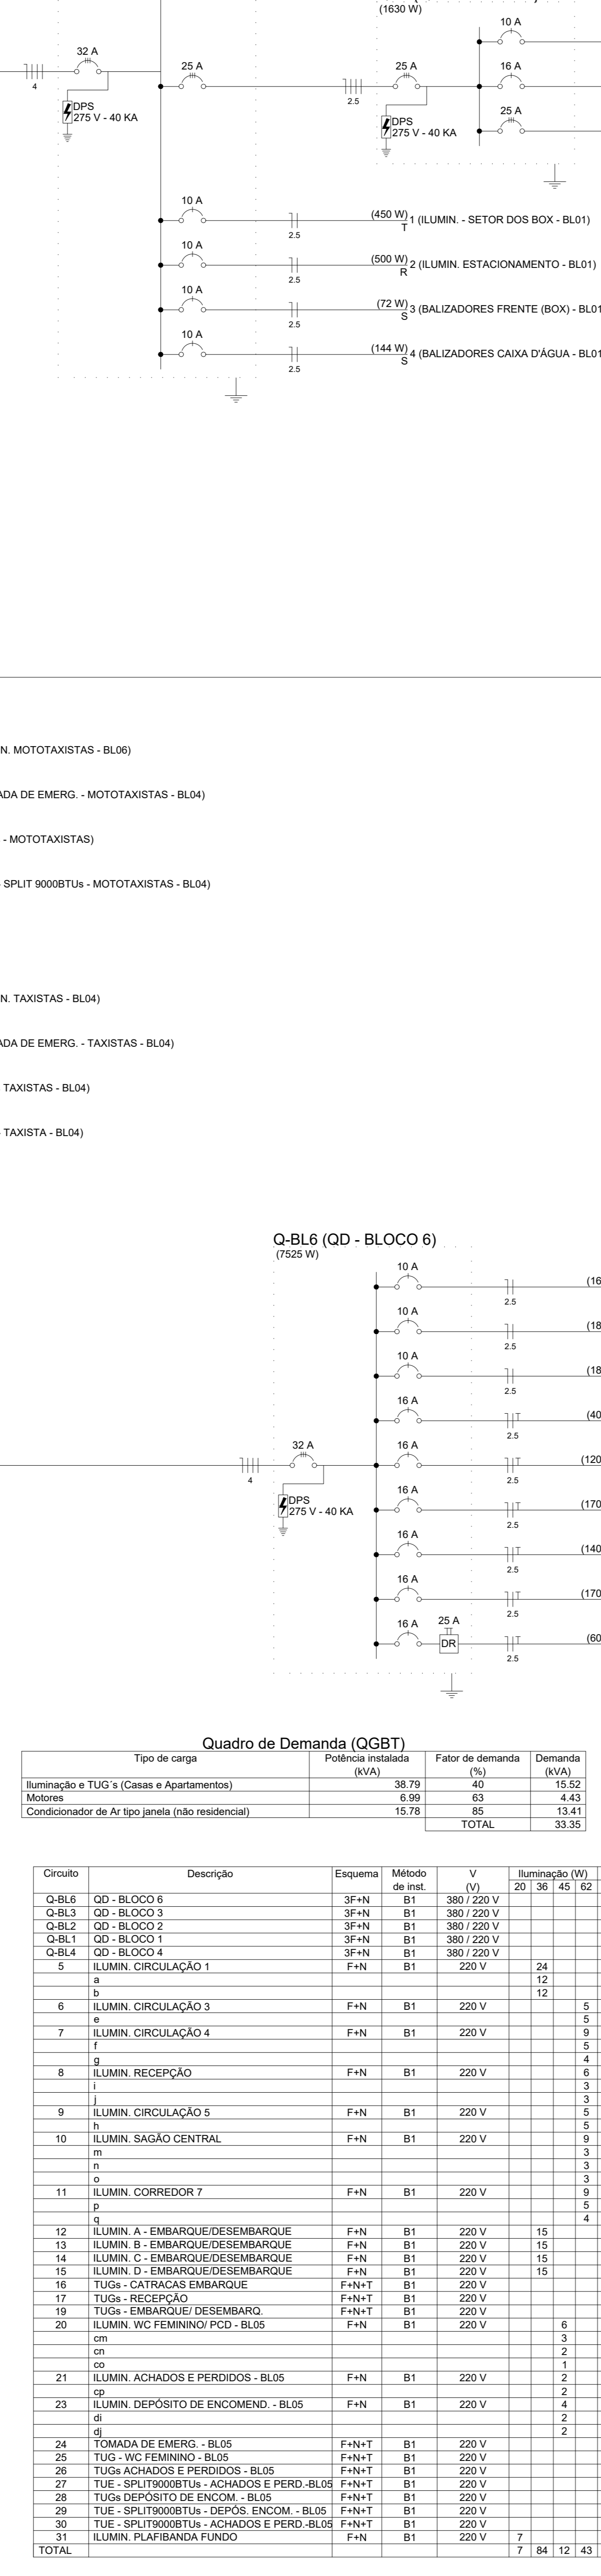 (1630 W)
10 A
32 A
25 A
25 A
16 A
4
2.5
DPS
275 V - 40 KA
25 A
DPS
275 V - 40 KA
10 A
2.5
(450 W) 1 (ILUMIN. - SETOR DOS BOX - BL01)
T
10 A
2.5
(500 W) 2 (ILUMIN. ESTACIONAMENTO - BL01)
R
10 A
2.5
(72 W) 3 (BALIZADORES FRENTE (BOX) - BL01
S
10 A
2.5
(144 W) 4 (BALIZADORES CAIXA D'ÁGUA - BL01
S
N. MOTOTAXISTAS - BL06)
ADA DE EMERG. - MOTOTAXISTAS - BL04)
- MOTOTAXISTAS)
- SPLIT 9000BTUs - MOTOTAXISTAS - BL04)
N. TAXISTAS - BL04)
ADA DE EMERG. - TAXISTAS - BL04)
TAXISTAS - BL04)
TAXISTA - BL04)
Q-BL6 (QD - BLOCO 6)
(7525 W)
10 A
2.5
(16
10 A
2.5
(18
10 A
2.5
(18
16 A
2.5
(40
32 A
16 A
4
2.5
(120
DPS
275 V - 40 KA
16 A
2.5
(170
16 A
2.5
(140
16 A
2.5
(170
16 A
25 A
DR
2.5
(60
Quadro de Demanda (QGBT)
Tipo de carga Potência instalada (kVA) Fator de demanda (%) Demanda (kVA)
Iluminação e TUG´s (Casas e Apartamentos) 38.79 40 15.52
Motores 6.99 63 4.43
Condicionador de Ar tipo janela (não residencial) 15.78 85 13.41
TOTAL 33.35
Circuito Descrição Esquema Método de inst. V (V) Iluminação (W)
20 36 45 62
Q-BL6 QD - BLOCO 6 3F+N B1 380 / 220 V
Q-BL3 QD - BLOCO 3 3F+N B1 380 / 220 V
Q-BL2 QD - BLOCO 2 3F+N B1 380 / 220 V
Q-BL1 QD - BLOCO 1 3F+N B1 380 / 220 V
Q-BL4 QD - BLOCO 4 3F+N B1 380 / 220 V
5 ILUMIN. CIRCULAÇÃO 1 F+N B1 220 V 24
a 12
b 12
6 ILUMIN. CIRCULAÇÃO 3 F+N B1 220 V 5
e 5
7 ILUMIN. CIRCULAÇÃO 4 F+N B1 220 V 9
f 5
g 4
8 ILUMIN. RECEPÇÃO F+N B1 220 V 6
i 3
j 3
9 ILUMIN. CIRCULAÇÃO 5 F+N B1 220 V 5
h 5
10 ILUMIN. SAGÃO CENTRAL F+N B1 220 V 9
m 3
n 3
o 3
11 ILUMIN. CORREDOR 7 F+N B1 220 V 9
p 5
q 4
12 ILUMIN. A - EMBARQUE/DESEMBARQUE F+N B1 220 V 15
13 ILUMIN. B - EMBARQUE/DESEMBARQUE F+N B1 220 V 15
14 ILUMIN. C - EMBARQUE/DESEMBARQUE F+N B1 220 V 15
15 ILUMIN. D - EMBARQUE/DESEMBARQUE F+N B1 220 V 15
16 TUGs - CATRACAS EMBARQUE F+N+T B1 220 V
17 TUGs - RECEPÇÃO F+N+T B1 220 V
19 TUGs - EMBARQUE/ DESEMBARQ. F+N+T B1 220 V
20 ILUMIN. WC FEMININO/ PCD - BL05 F+N B1 220 V 6
cm 3
cn 2
co 1
21 ILUMIN. ACHADOS E PERDIDOS - BL05 F+N B1 220 V 2
cp 2
23 ILUMIN. DEPÓSITO DE ENCOMEND. - BL05 F+N B1 220 V 4
di 2
dj 2
24 TOMADA DE EMERG. - BL05 F+N+T B1 220 V
25 TUG - WC FEMININO - BL05 F+N+T B1 220 V
26 TUGs ACHADOS E PERDIDOS - BL05 F+N+T B1 220 V
27 TUE - SPLIT9000BTUs - ACHADOS E PERD.-BL05 F+N+T B1 220 V
28 TUGs DEPÓSITO DE ENCOM. - BL05 F+N+T B1 220 V
29 TUE - SPLIT9000BTUs - DEPÓS. ENCOM. - BL05 F+N+T B1 220 V
30 TUE - SPLIT9000BTUs - ACHADOS E PERD.-BL05 F+N+T B1 220 V
31 ILUMIN. PLAFIBANDA FUNDO F+N B1 220 V 7
TOTAL 7 84 12 43